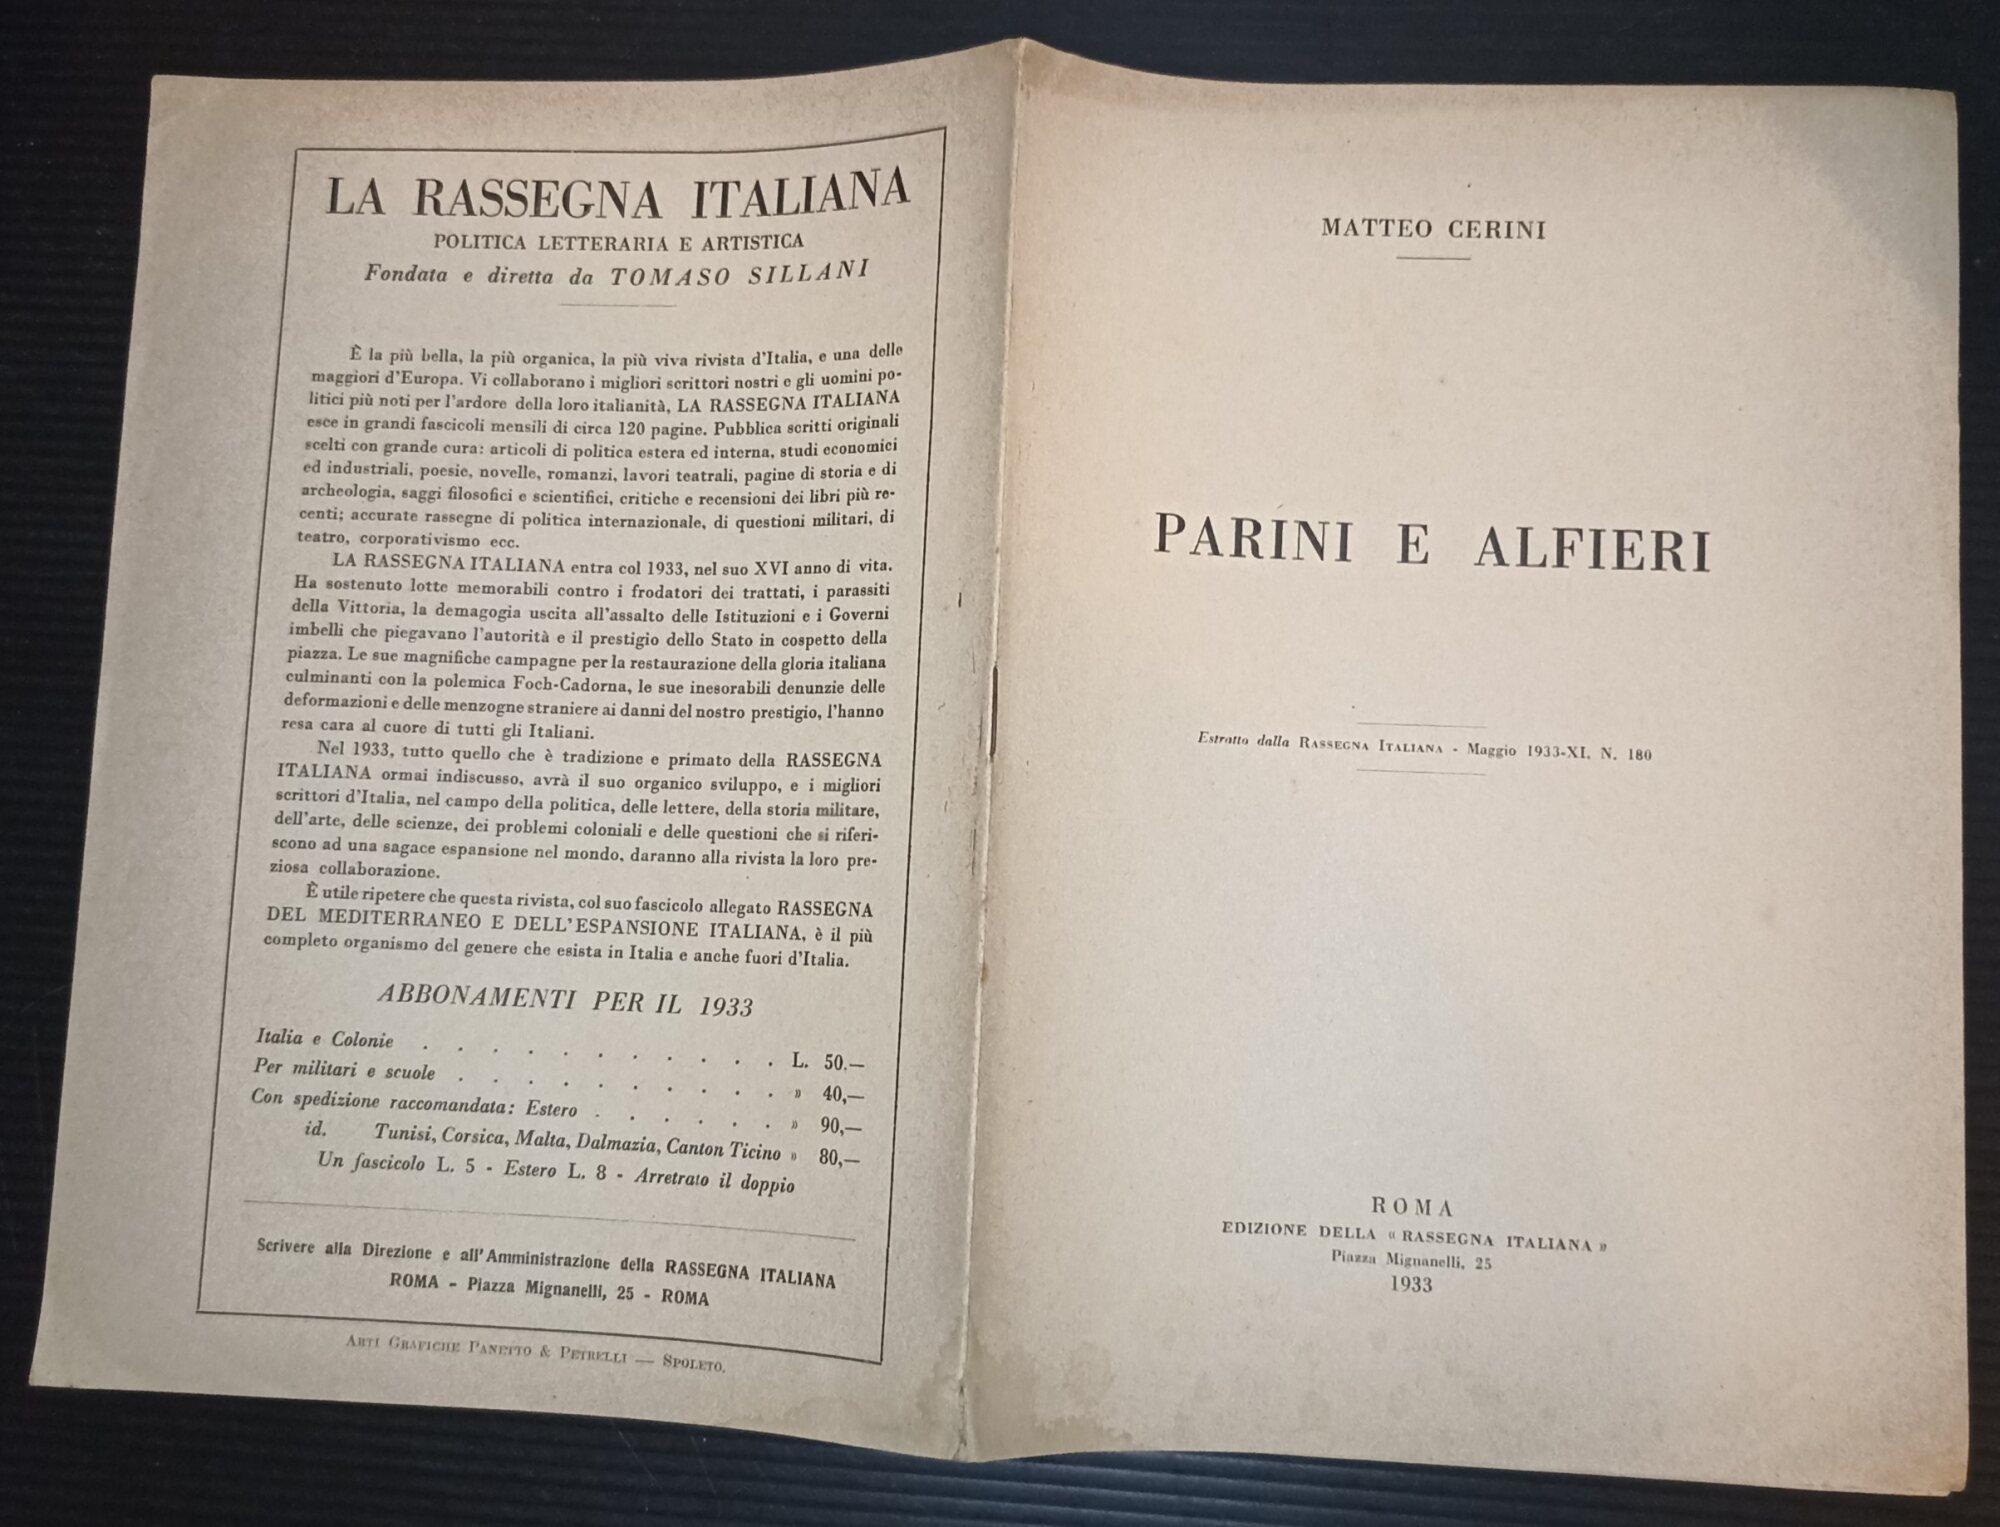 LA RASSEGNA ITALIANA
POLITICA LETTERARIA E ARTISTICA
Fondata e diretta da TOMASO SILLANI
È la più bella, la più organica, la più viva rivista d'Italia, e una delle
maggiori d'Europa. Vi collaborano i migliori scrittori nostri e gli uomini po-
litici più noti per l'ardore della loro italianità, LA RASSEGNA ITALIANA
esce in grandi fascicoli mensili di circa 120 pagine. Pubblica scritti originali
scelti con grande cura: articoli di politica estera ed interna, studi economici
ed industriali, poesie, novelle, romanzi, lavori teatrali, pagine di storia e di
archeologia, saggi filosofici e scientifici, critiche e recensioni dei libri più re-
centi; accurate rassegne di politica internazionale, di questioni militari, di
teatro, corporativismo ecc.
LA RASSEGNA ITALIANA entra col 1933, nel suo XVI anno di vita.
Ha sostenuto lotte memorabili contro i frodatori dei trattati, i parassiti
della Vittoria, la demagogia uscita all'assalto delle Istituzioni e i Governi
imbelli che piegavano l'autorità e il prestigio dello Stato in cospetto della
piazza. Le sue magnifiche campagne per la restaurazione della gloria italiana
culminanti con la polemica Foch-Cadorna, le sue inesorabili denunzie delle
deformazioni e delle menzogne straniere ai danni del nostro prestigio, l'hanno
resa cara al cuore di tutti gli Italiani.
Nel 1933, tutto quello che è tradizione e primato della RASSEGNA
ITALIANA ormai indiscusso, avrà il suo organico sviluppo, e i migliori
scrittori d'Italia, nel campo della politica, delle lettere, della storia militare,
dell'arte, delle scienze, dei problemi coloniali e delle questioni che si riferi-
scono ad una sagace espansione nel mondo, daranno alla rivista la loro pre-
ziosa collaborazione.
È utile ripetere che questa rivista, col suo fascicolo allegato RASSEGNA
DEL MEDITERRANEO E DELL'ESPANSIONE ITALIANA, è il più
completo organismo del genere che esista in Italia e anche fuori d'Italia.
ABBONAMENTI PER IL 1933
Italia e Colonie . . . . . . . . . . . L. 50.—
Per militari e scuole . . . . . . . . . . » 40,—
Con spedizione raccomandata: Estero . . . . . . » 90,—
id. Tunisi, Corsica, Malta, Dalmazia, Canton Ticino » 80,—
Un fascicolo L. 5 - Estero L. 8 - Arretrato il doppio
Scrivere alla Direzione e all'Amministrazione della RASSEGNA ITALIANA
ROMA - Piazza Mignanelli, 25 - ROMA
ARTI GRAFICHE PANETTO & PETRELLI — SPOLETO.
MATTEO CERINI
PARINI E ALFIERI
Estratto dalla RASSEGNA ITALIANA - Maggio 1933-XI, N. 180
ROMA
EDIZIONE DELLA « RASSEGNA ITALIANA »
Piazza Mignanelli, 25
1933